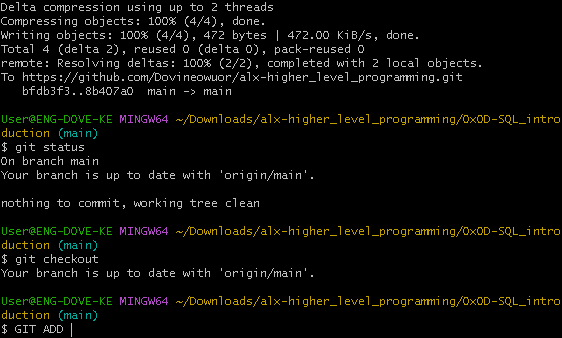 Delta compression using up to 2 threads
Compressing objects: 100% (4/4), done.
Writing objects: 100% (4/4), 472 bytes | 472.00 KiB/s, done.
Total 4 (delta 2), reused 0 (delta 0), pack-reused 0
remote: Resolving deltas: 100% (2/2), completed with 2 local objects.
To https://github.com/Dovineowuor/alx-higher_level_programming.git
   bfdb3f3..8b407a0  main -> main

User@ENG-DOVE-KE MINGW64 ~/Downloads/alx-higher_level_programming/0x0D-SQL_intro
duction (main)
$ git status
On branch main
Your branch is up to date with 'origin/main'.

nothing to commit, working tree clean

User@ENG-DOVE-KE MINGW64 ~/Downloads/alx-higher_level_programming/0x0D-SQL_intro
duction (main)
$ git checkout
Your branch is up to date with 'origin/main'.

User@ENG-DOVE-KE MINGW64 ~/Downloads/alx-higher_level_programming/0x0D-SQL_intro
duction (main)
$ GIT ADD